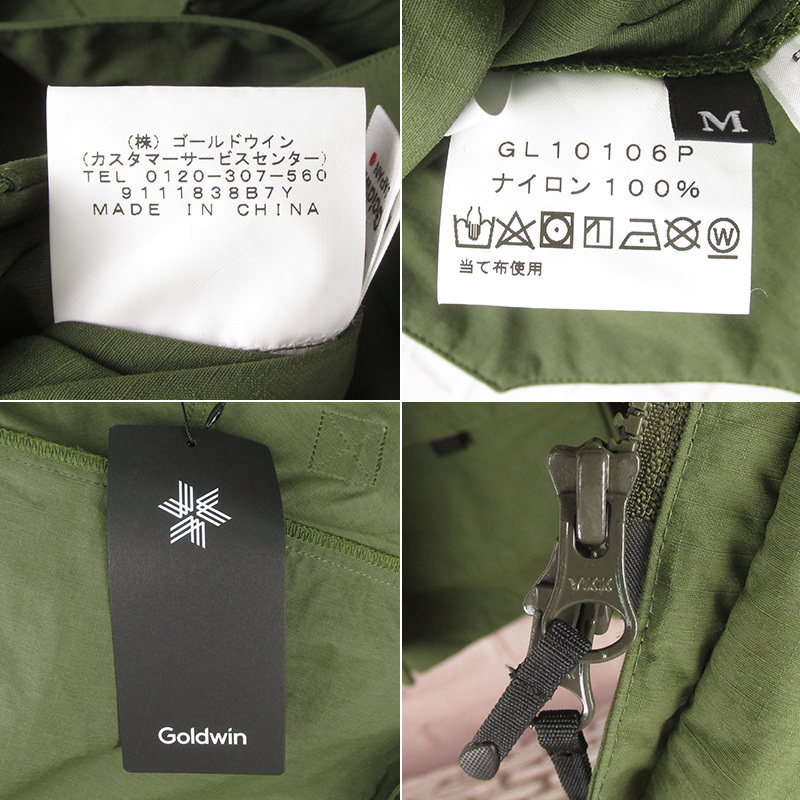 (株) ゴールドウイン
(カスタマーサービスセンター)
TEL 0120-307-560
9111838B7Y
MADE IN CHINA
M
GL10106P
ナイロン100%
W
当て布使用
Goldwin
YKK